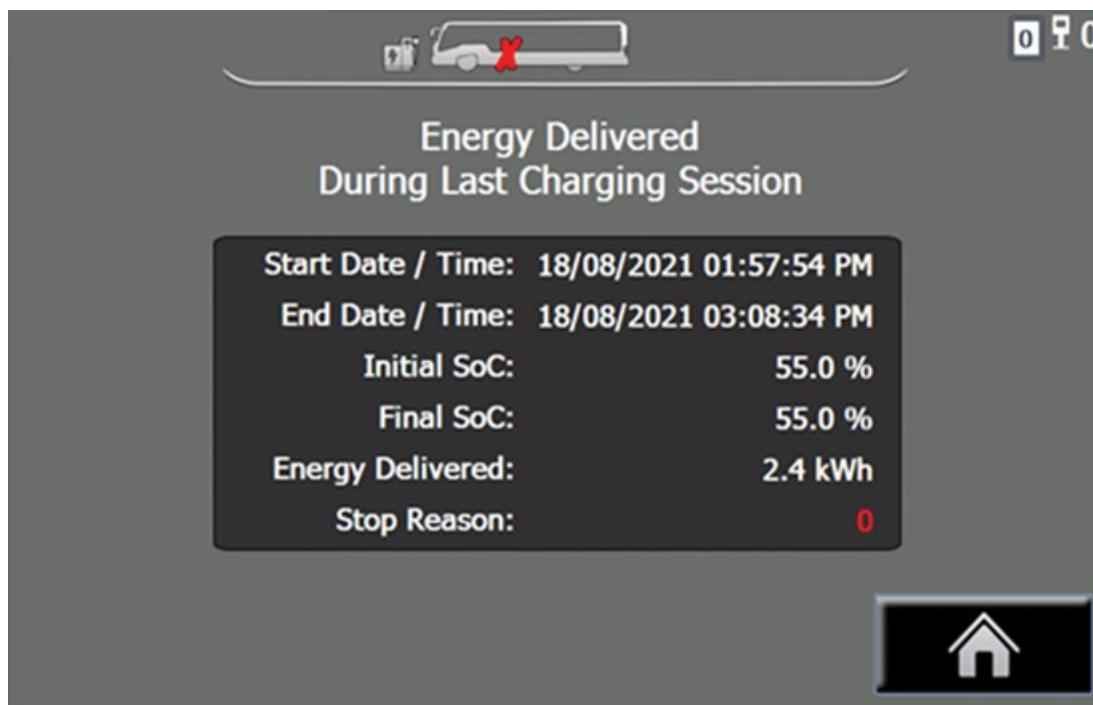 0 0
Energy Delivered
During Last Charging Session
Start Date / Time: 18/08/2021 01:57:54 PM
End Date / Time: 18/08/2021 03:08:34 PM
Initial SoC: 55.0 %
Final SoC: 55.0 %
Energy Delivered: 2.4 kWh
Stop Reason: 0